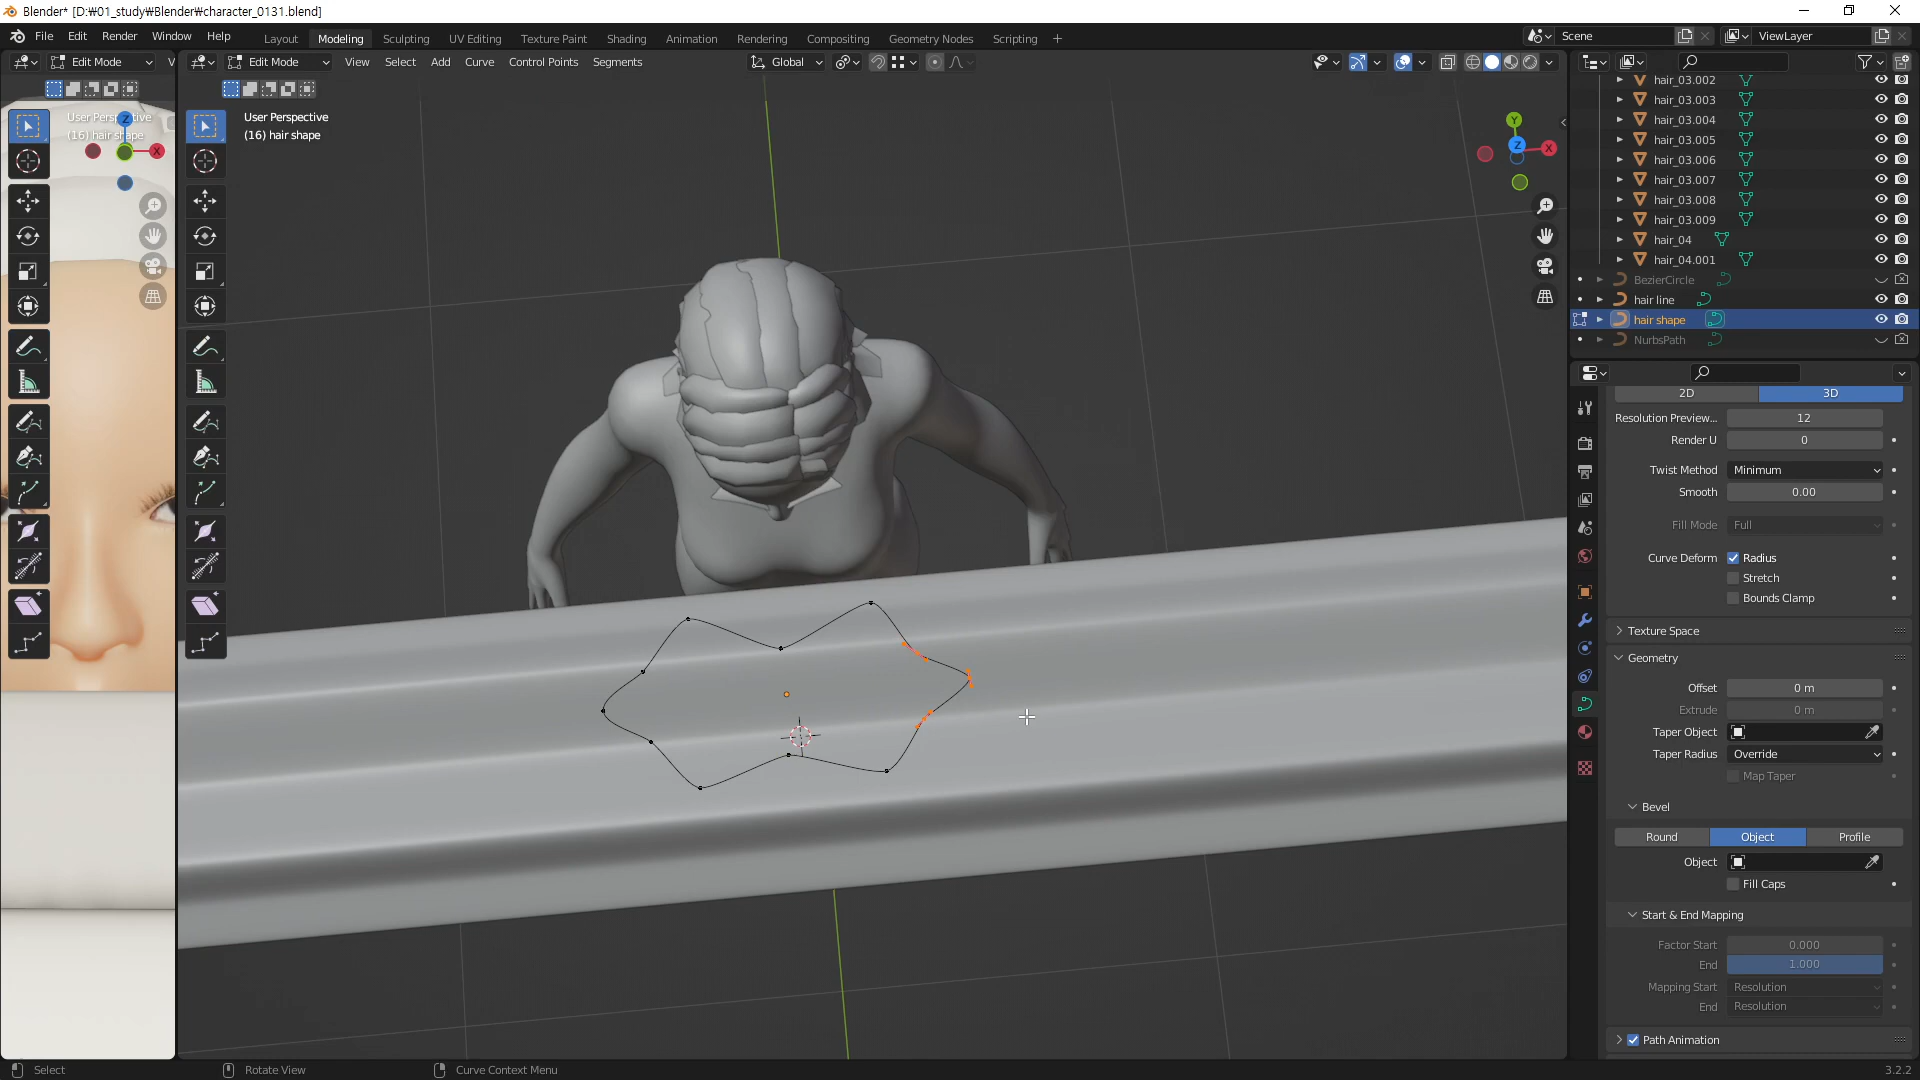 Blender* [D:₩01_study₩Blender₩character_0131.blend]
File Edit Render Window Help
Layout Modeling Sculpting UV Editing Texture Paint Shading Animation Rendering Compositing Geometry Nodes Scripting +
Scene
ViewLayer
Edit Mode V
Edit Mode View Select Add Curve Control Points Segments
Global
User Perspective
(16) hair shape
Z
X
User Perspective
(16) hair shape
Y
Z
X
hair_03.002
hair_03.003
hair_03.004
hair_03.005
hair_03.006
hair_03.007
hair_03.008
hair_03.009
hair_04
hair_04.001
BezierCircle
hair line
hair shape
NurbsPath
2D 3D
Resolution Preview... 12
Render U 0
Twist Method Minimum
Smooth 0.00
Fill Mode Full
Curve Deform Radius
Stretch
Bounds Clamp
Texture Space
Geometry
Offset 0 m
Extrude 0 m
Taper Object
Taper Radius Override
Map Taper
Bevel
Round Object Profile
Object
Fill Caps
Start & End Mapping
Factor Start 0.000
End 1.000
Mapping Start Resolution
End Resolution
Path Animation
Select Rotate View Curve Context Menu 3.2.2